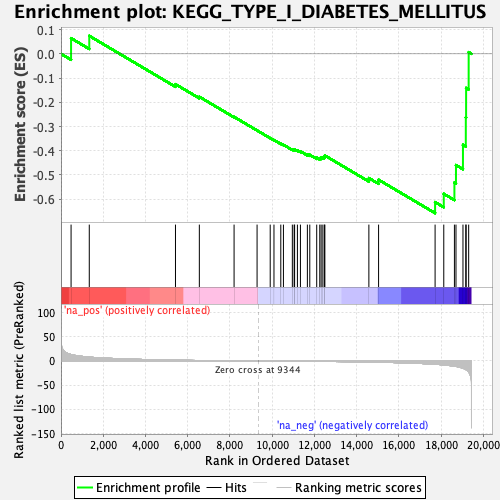 Enrichment plot: KEGG_TYPE_I_DIABETES_MELLITUS
Enrichment score (ES)
0.1
0.0
-0.1
-0.2
-0.3
-0.4
-0.5
-0.6
Ranked list metric (PreRanked)
'na_pos' (positively correlated)
100
50
0
-50
-100
-150
Zero cross at 9344
'na_neg' (negatively correlated)
0 2,000 4,000 6,000 8,000 10,000 12,000 14,000 16,000 18,000 20,000
Rank in Ordered Dataset
Enrichment profile Hits Ranking metric scores